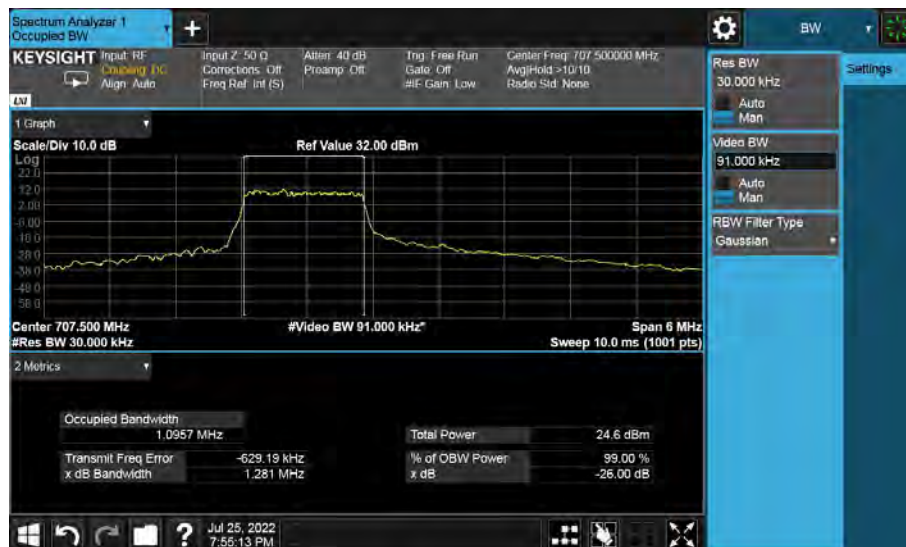 Spectrum Analyzer 1
Occupied BW
+
BW
KEYSIGHT
Input: RF
Coupling: DC
Align: Auto
Input Z: 50 Ω
Corrections: Off
Freq Ref: Int (S)
Atten: 40 dB
Preamp: Off
Trig: Free Run
Gate: Off
#IF Gain: Low
Center Freq: 707.500000 MHz
Avg|Hold:>10/10
Radio Std: None
LXI
1 Graph
Scale/Div 10.0 dB
Ref Value 32.00 dBm
Log
22.0
12.0
2.00
-8.00
-18.0
-28.0
-38.0
-48.0
-58.0
Center 707.500 MHz
#Video BW 91.000 kHz*
Span 6 MHz
#Res BW 30.000 kHz
Sweep 10.0 ms (1001 pts)
2 Metrics
Occupied Bandwidth
1.0957 MHz
Total Power
24.6 dBm
Transmit Freq Error
-629.19 kHz
% of OBW Power
99.00 %
x dB Bandwidth
1.281 MHz
x dB
-26.00 dB
?
Jul 25, 2022
7:55:13 PM
Res BW
30.000 kHz
Auto
Man
Video BW
91.000 kHz
Auto
Man
RBW Filter Type
Gaussian
Settings